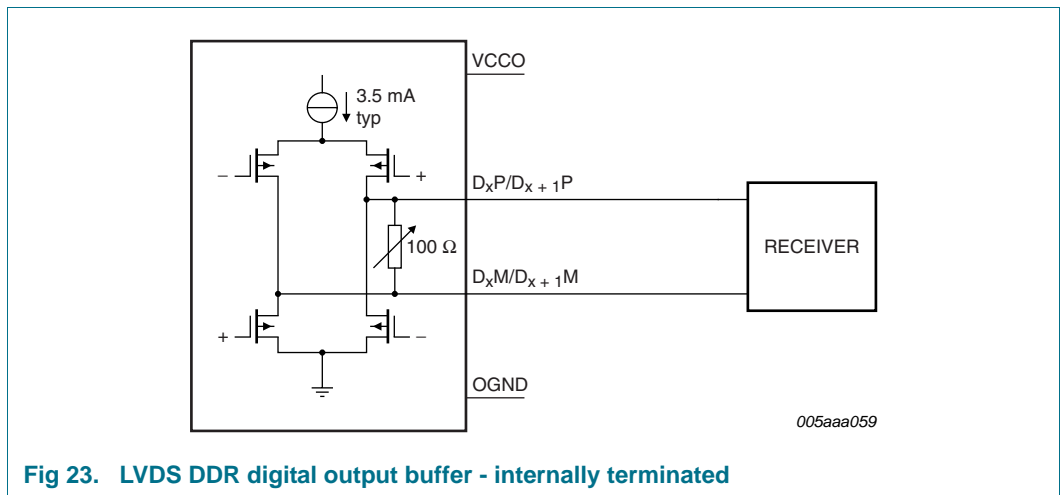 VCCO
3.5 mA
typ
− +
DxP/Dx + 1P
100 Ω
RECEIVER
DxM/Dx + 1M
+ −
OGND
005aaa059
Fig 23. LVDS DDR digital output buffer - internally terminated